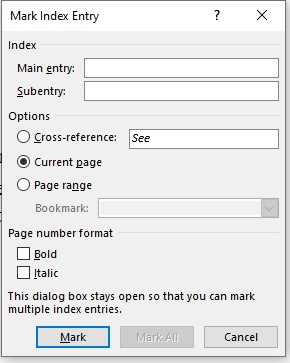 Mark Index Entry ? ×
Index
Main entry:
Subentry:
Options
Cross-reference: See
Current page
Page range
Bookmark:
Page number format
Bold
Italic
This dialog box stays open so that you can mark
multiple index entries.
Mark Mark All Cancel